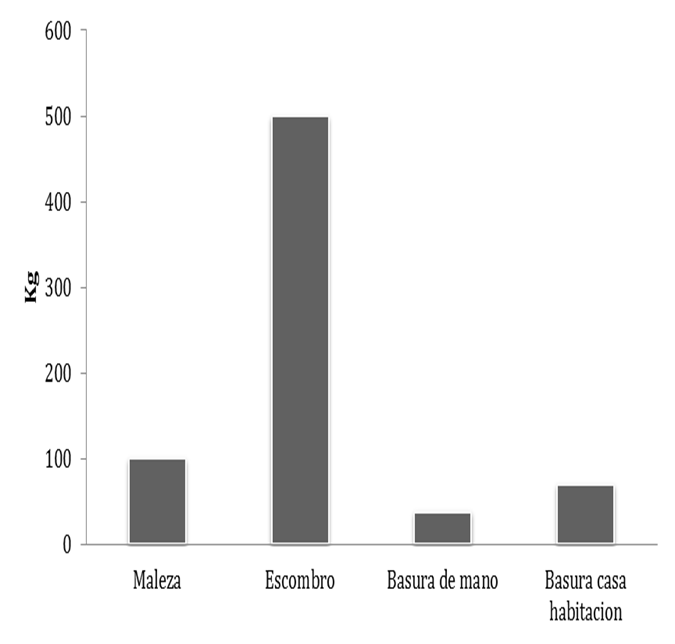 600
500
400
300
200
100
0
Kg
Maleza
Escombro
Basura de mano
Basura casa
habitacion